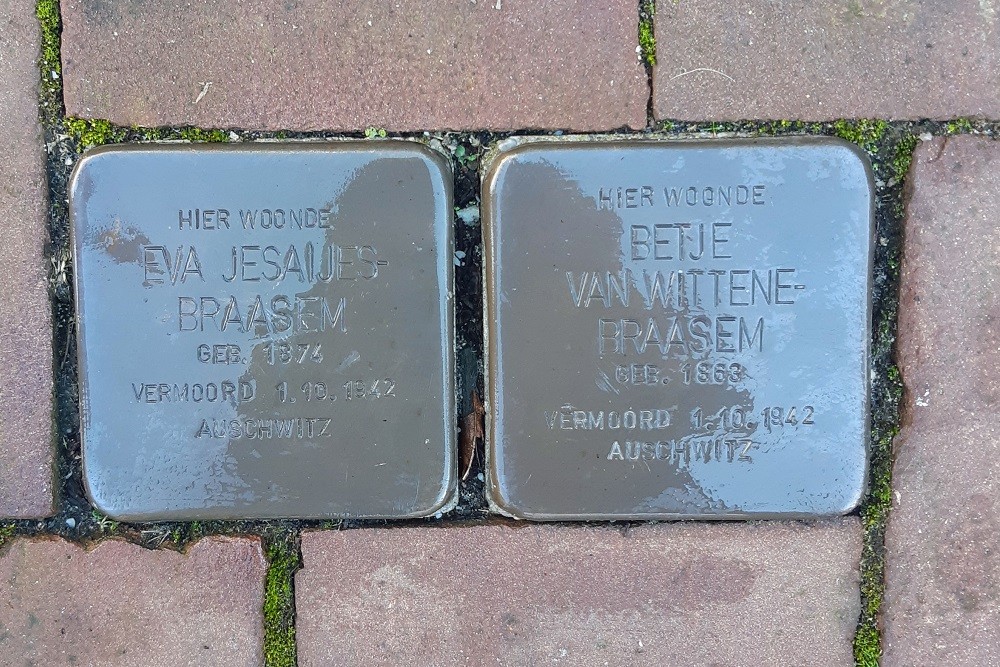 HIER WOONDE
EVA JESAIJES-
BRAASEM
GEB. 1874
VERMOORD 1.10.1942
AUSCHWITZ
HIER WOONDE
BETJE
VAN WITTENE-
BRAASEM
GEB. 1863
VERMOORD 1.10.1942
AUSCHWITZ